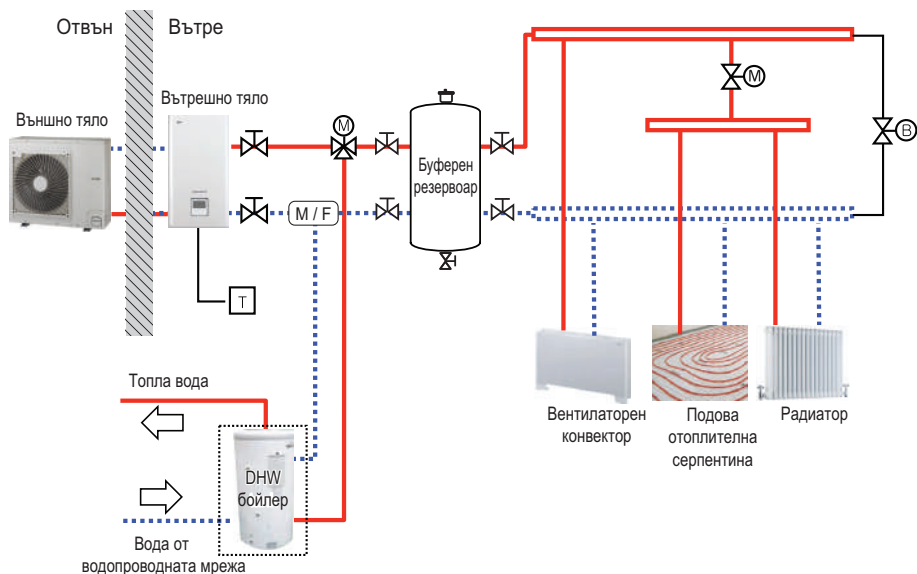 Отвън
Вътре
Външно тяло
Вътрешно тяло
M
M / F
T
Буферен
резервоар
M
B
Вентилаторен
конвектор
Подова
отоплителна
серпентина
Радиатор
Топла вода
DHW
бойлер
Вода от
водопроводната мрежа